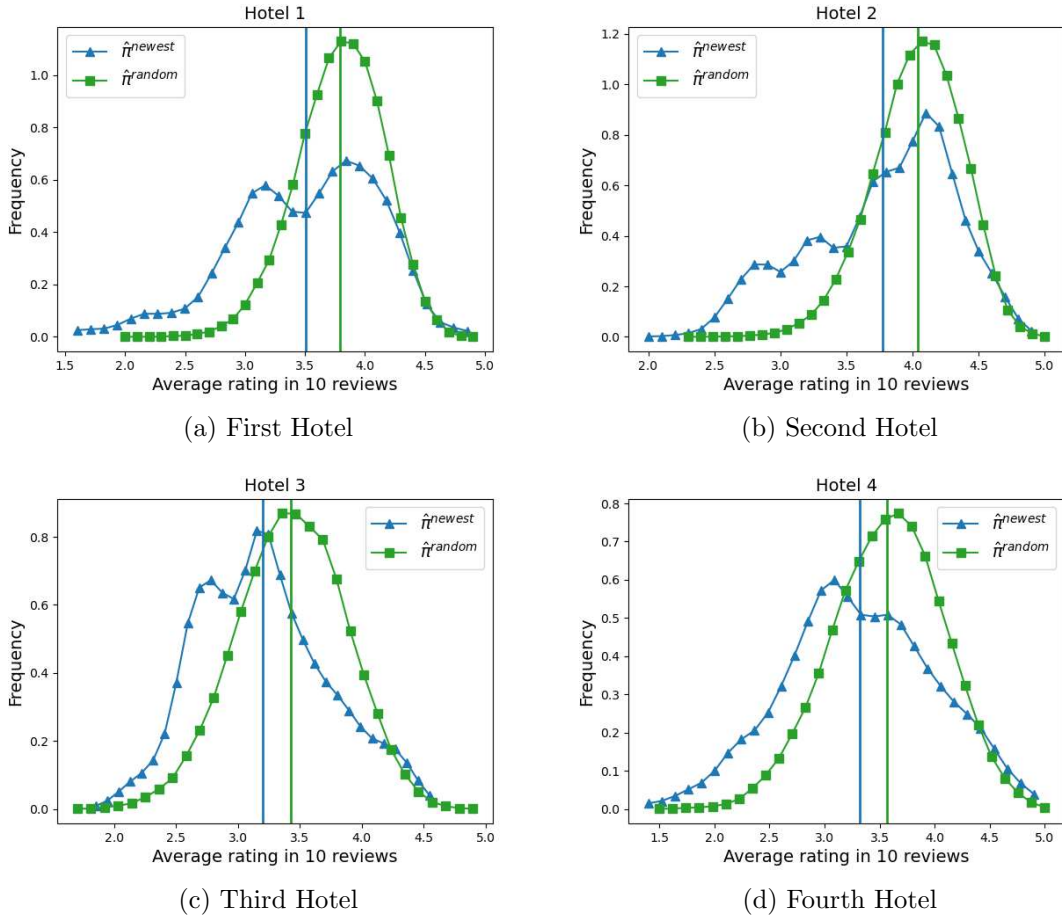 Hotel 1
π̂^newest
π̂^random
Frequency
1.0
0.8
0.6
0.4
0.2
0.0
1.5 2.0 2.5 3.0 3.5 4.0 4.5 5.0
Average rating in 10 reviews
(a) First Hotel
Hotel 2
π̂^newest
π̂^random
Frequency
1.2
1.0
0.8
0.6
0.4
0.2
0.0
2.0 2.5 3.0 3.5 4.0 4.5 5.0
Average rating in 10 reviews
(b) Second Hotel
Hotel 3
π̂^newest
π̂^random
Frequency
0.8
0.6
0.4
0.2
0.0
2.0 2.5 3.0 3.5 4.0 4.5 5.0
Average rating in 10 reviews
(c) Third Hotel
Hotel 4
π̂^newest
π̂^random
Frequency
0.8
0.7
0.6
0.5
0.4
0.3
0.2
0.1
0.0
1.5 2.0 2.5 3.0 3.5 4.0 4.5 5.0
Average rating in 10 reviews
(d) Fourth Hotel